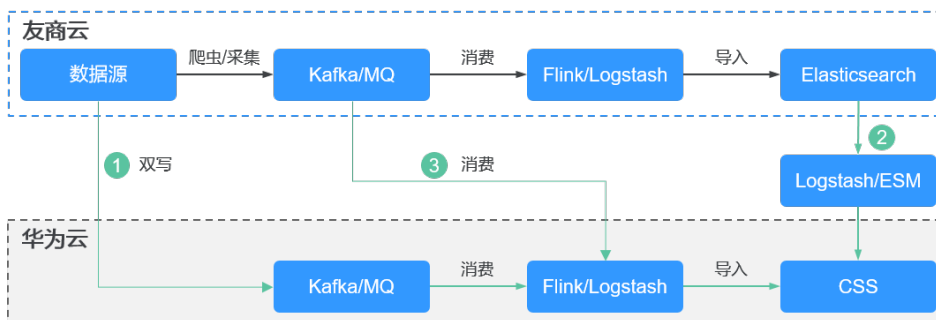 友商云
数据源
爬虫/采集
Kafka/MQ
消费
Flink/Logstash
导入
Elasticsearch
1
双写
3
消费
2
Logstash/ESM
华为云
Kafka/MQ
消费
Flink/Logstash
导入
CSS